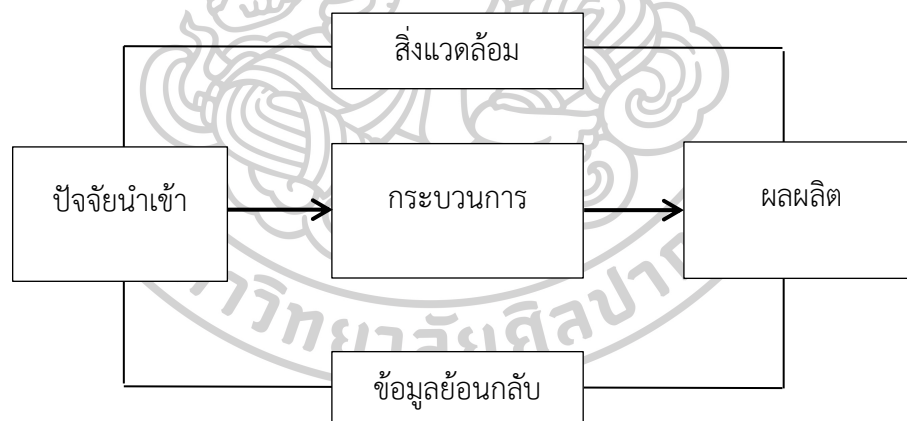 สิ่งแวดล้อม
ปัจจัยนำเข้า
กระบวนการ
ผลผลิต
ข้อมูลย้อนกลับ